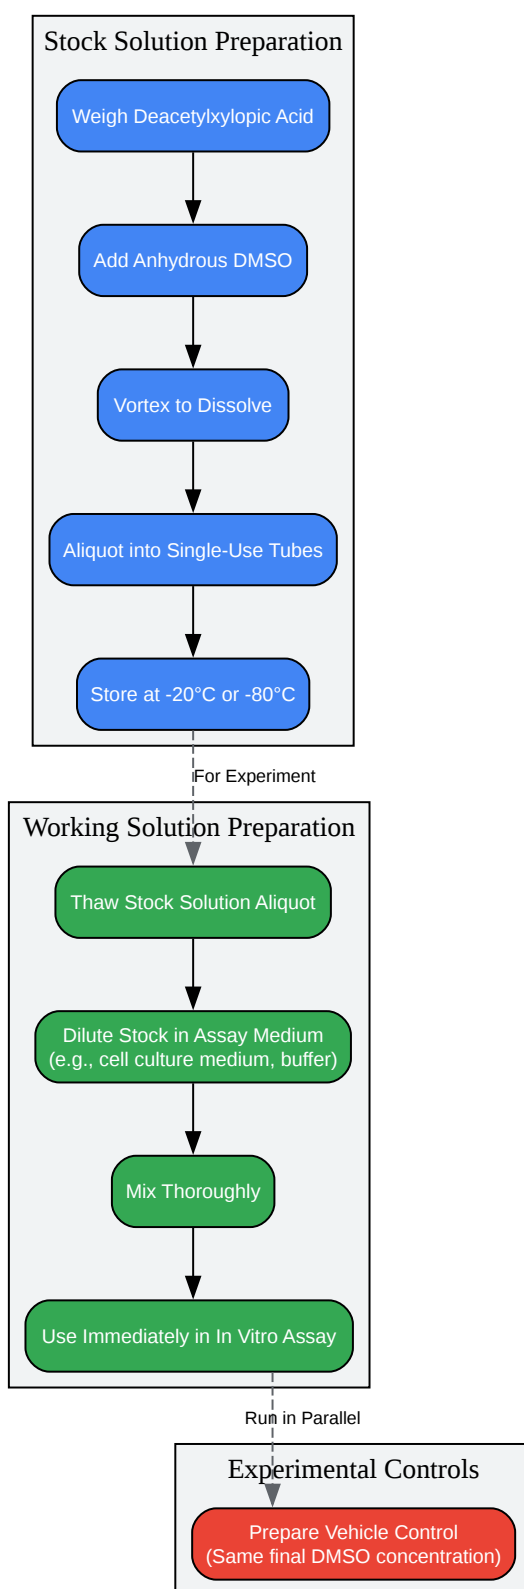 Stock Solution Preparation
Weigh Deacetylxylopic Acid
Add Anhydrous DMSO
Vortex to Dissolve
Aliquot into Single-Use Tubes
Store at -20°C or -80°C
For Experiment
Working Solution Preparation
Thaw Stock Solution Aliquot
Dilute Stock in Assay Medium
(e.g., cell culture medium, buffer)
Mix Thoroughly
Use Immediately in In Vitro Assay
Run in Parallel
Experimental Controls
Prepare Vehicle Control
(Same final DMSO concentration)